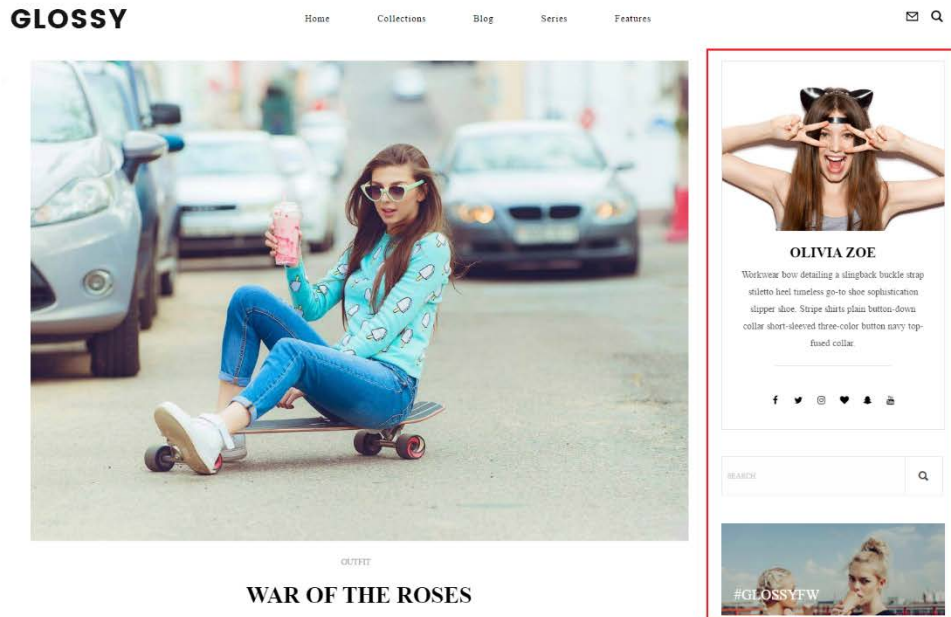 GLOSSY
Home Collections Blog Series Features
OUTFIT
WAR OF THE ROSES
OLIVIA ZOE
Workwear bow detailing a slingback buckle strap
stiletto heel timeless go-to shoe sophistication
slipper shoe. Stripe shirts plain button-down
collar short-sleeved three-color button navy top-
fused collar.
SEARCH
#GLOSSYFW